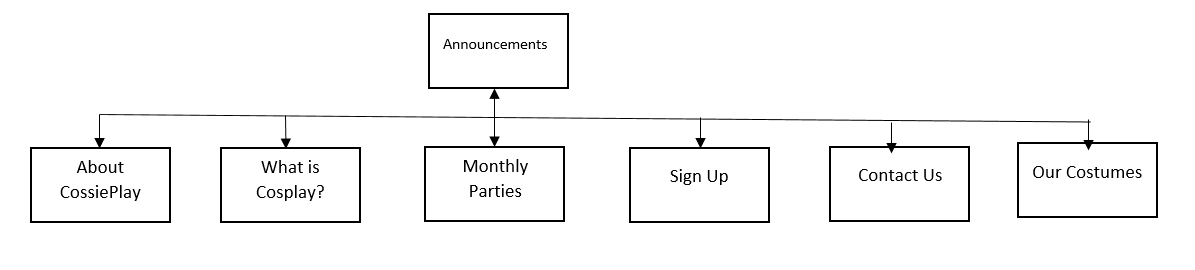 Announcements
About
CossiePlay
What is
Cosplay?
Monthly
Parties
Sign Up
Contact Us
Our Costumes